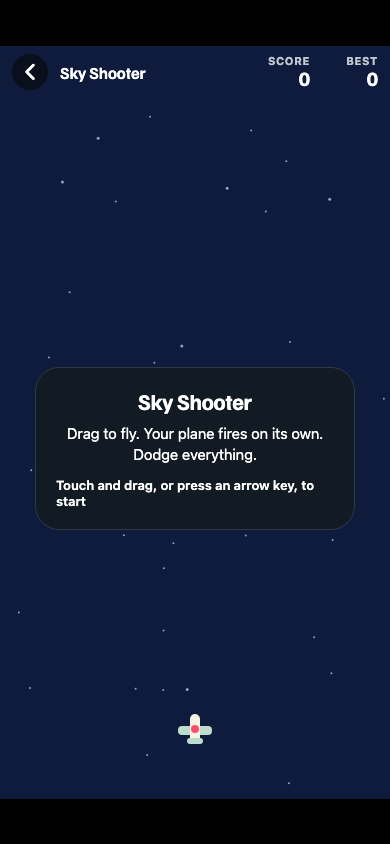 Sky Shooter
SCORE
0
BEST
0
Sky Shooter
Drag to fly. Your plane fires on its own.
Dodge everything.
Touch and drag, or press an arrow key, to
start